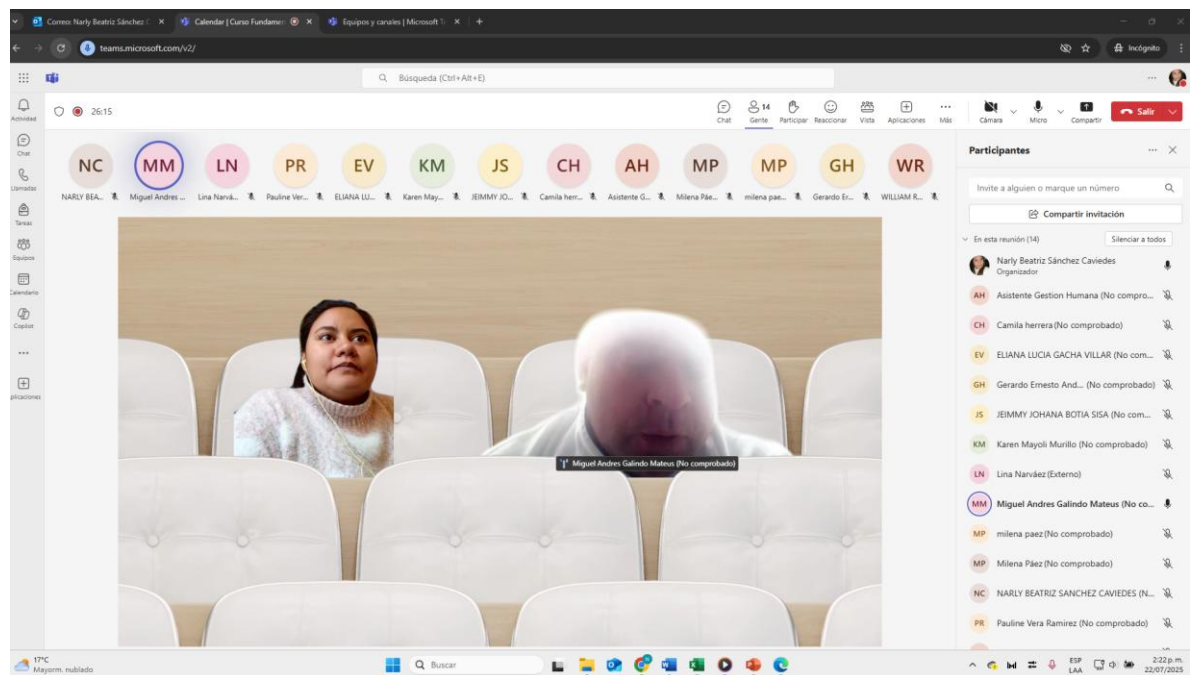 Correo: Narly Beatriz Sánchez C
Calendar | Curso Fundamen
Equipos y canales | Microsoft Te
teams.microsoft.com/v2/
Incógnito
Búsqueda (Ctrl+Alt+E)
26:15
Chat
14
Gente
Participar
Reaccionar
Vista
Aplicaciones
Más
Cámara
Micro
Compartir
Salir
Actividad
Chat
Llamadas
Tareas
Equipos
Calendario
Copilot
plicaciones
NC
MM
LN
PR
EV
KM
JS
CH
AH
MP
MP
GH
WR
NARLY BEA...
Miguel Andres ...
Lina Narvá...
Pauline Ver...
ELIANA LU...
Karen May...
JEIMMY JO...
Camila herr...
Asistente G...
Milena Páe...
milena pae...
Gerardo Er...
WILLIAM R...
Miguel Andres Galindo Mateus (No comprobado)
Participantes
Invite a alguien o marque un número
Compartir invitación
En esta reunión (14)
Silenciar a todos
Narly Beatriz Sánchez Caviedes
Organizador
AH Asistente Gestion Humana (No compro...
CH Camila herrera (No comprobado)
EV ELIANA LUCIA GACHA VILLAR (No com...
GH Gerardo Ernesto And... (No comprobado)
JS JEIMMY JOHANA BOTIA SISA (No com...
KM Karen Mayoli Murillo (No comprobado)
LN Lina Narváez (Externo)
MM Miguel Andres Galindo Mateus (No co...
MP milena paez (No comprobado)
MP Milena Páez (No comprobado)
NC NARLY BEATRIZ SANCHEZ CAVIEDES (N...
PR Pauline Vera Ramirez (No comprobado)
17°C
Mayorm. nublado
Buscar
ESP
LAA
2:22 p.m.
22/07/2025